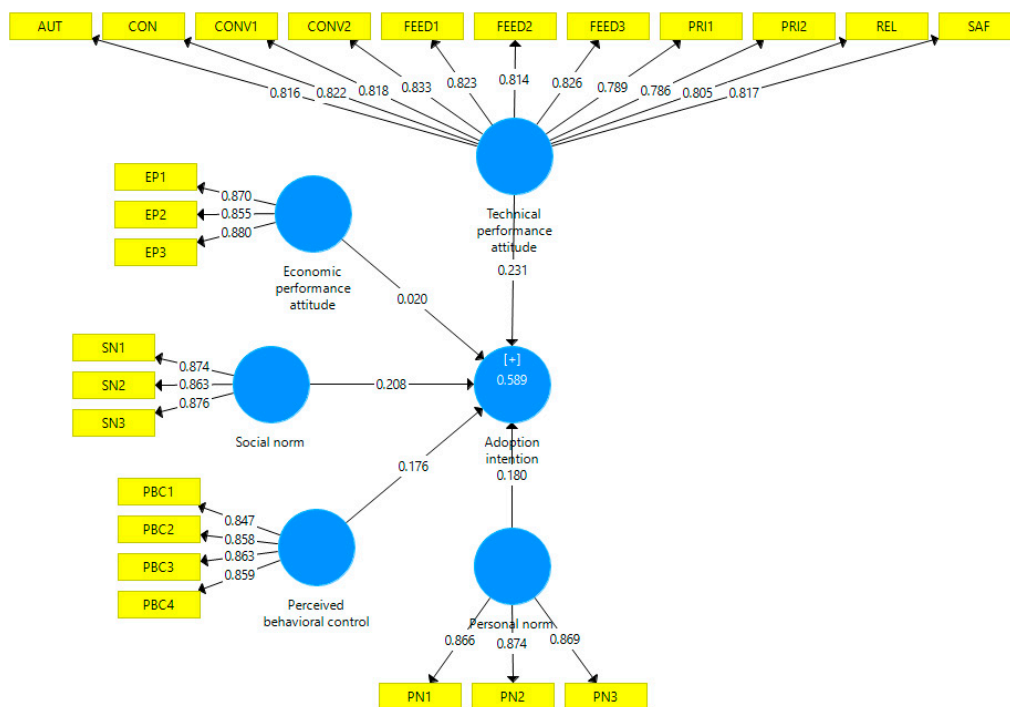 AUT CON CONV1 CONV2 FEED1 FEED2 FEED3 PRI1 PRI2 REL SAF
0.816 0.822 0.818 0.833 0.823 0.814 0.826 0.789 0.786 0.805 0.817
EP1
EP2
EP3
0.870
0.855
0.880
Economic
performance
attitude
Technical
performance
attitude
0.231
0.020
SN1
SN2
SN3
0.874
0.863
0.876
Social norm
0.208
[+]
0.589
Adoption
intention
0.176
0.180
PBC1
PBC2
PBC3
PBC4
0.847
0.858
0.863
0.859
Perceived
behavioral control
Personal norm
0.866 0.874 0.869
PN1 PN2 PN3